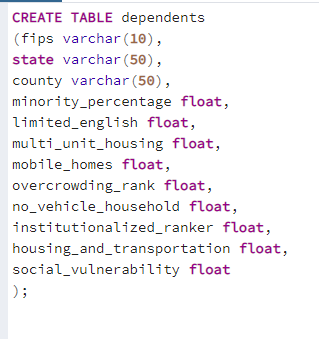 CREATE TABLE dependents
(fips varchar(10),
state varchar(50),
county varchar(50),
minority_percentage float,
limited_english float,
multi_unit_housing float,
mobile_homes float,
overcrowding_rank float,
no_vehicle_household float,
institutionalized_ranker float,
housing_and_transportation float,
social_vulnerability float
);